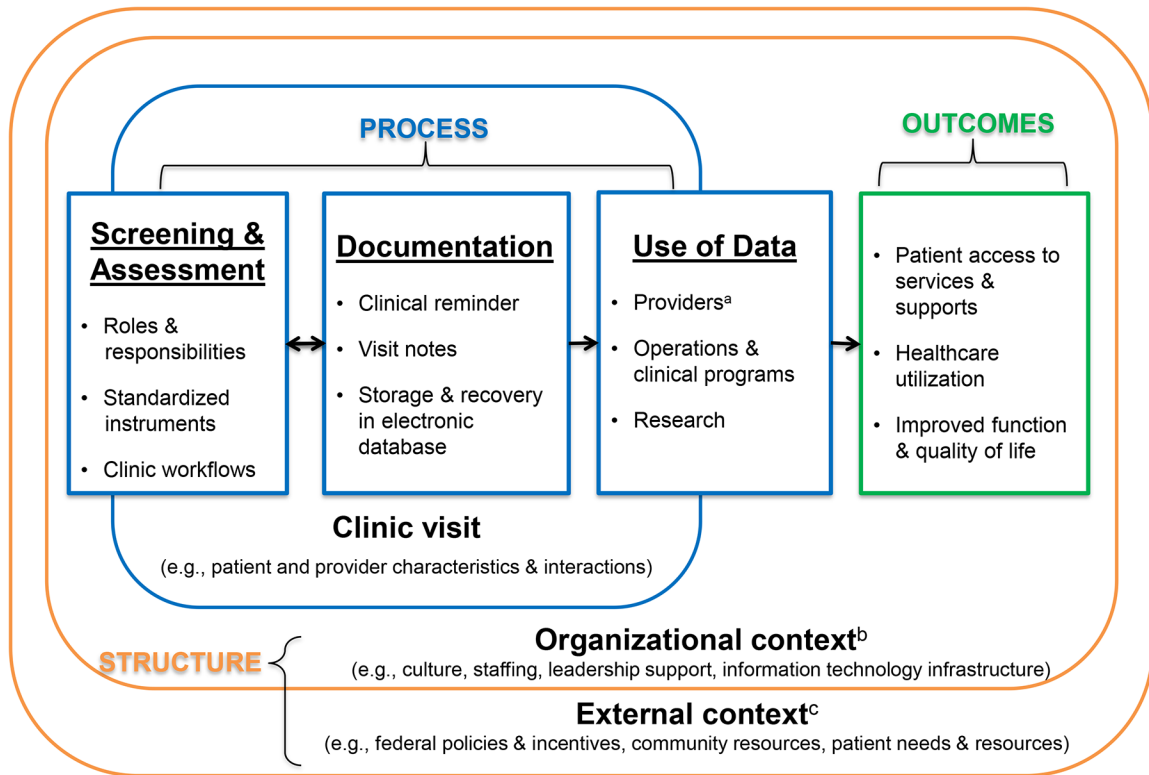 PROCESS
OUTCOMES
Screening &
Assessment
• Roles &
responsibilities
• Standardized
instruments
• Clinic workflows
Documentation
• Clinical reminder
• Visit notes
• Storage & recovery
in electronic
database
Use of Data
• Providersᵃ
• Operations &
clinical programs
• Research
• Patient access to
services &
supports
• Healthcare
utilization
• Improved function
& quality of life
Clinic visit
(e.g., patient and provider characteristics & interactions)
STRUCTURE
Organizational contextᵇ
(e.g., culture, staffing, leadership support, information technology infrastructure)
External contextᶜ
(e.g., federal policies & incentives, community resources, patient needs & resources)